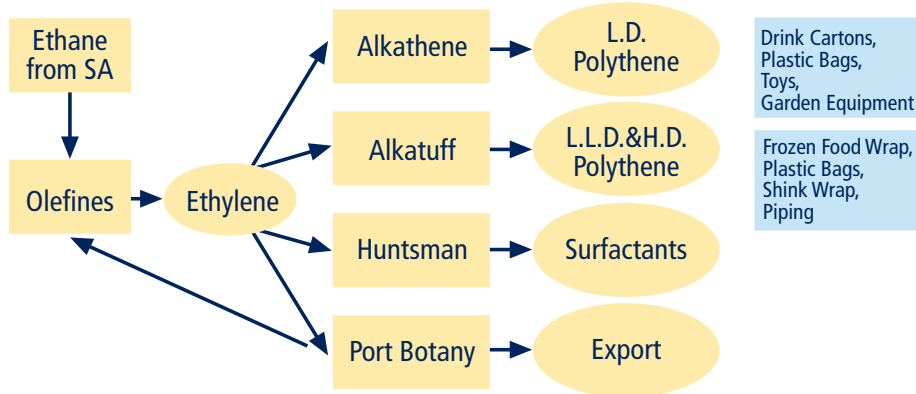 Ethane
from SA
Olefines
Ethylene
Alkathene
L.D.
Polythene
Drink Cartons,
Plastic Bags,
Toys,
Garden Equipment
Alkatuff
L.L.D.&H.D.
Polythene
Frozen Food Wrap,
Plastic Bags,
Shink Wrap,
Piping
Huntsman
Surfactants
Port Botany
Export